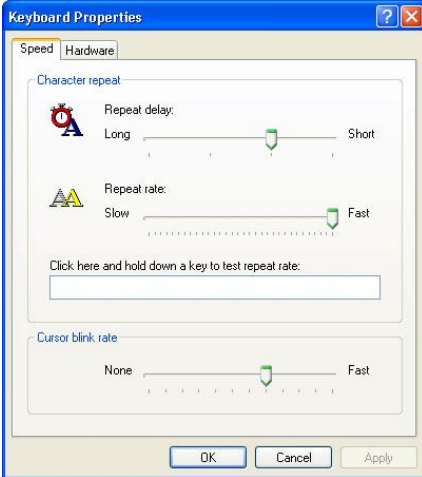 Keyboard Properties
Speed Hardware
Character repeat
Repeat delay:
Long Short
Repeat rate:
Slow Fast
Click here and hold down a key to test repeat rate:
Cursor blink rate
None Fast
OK Cancel Apply